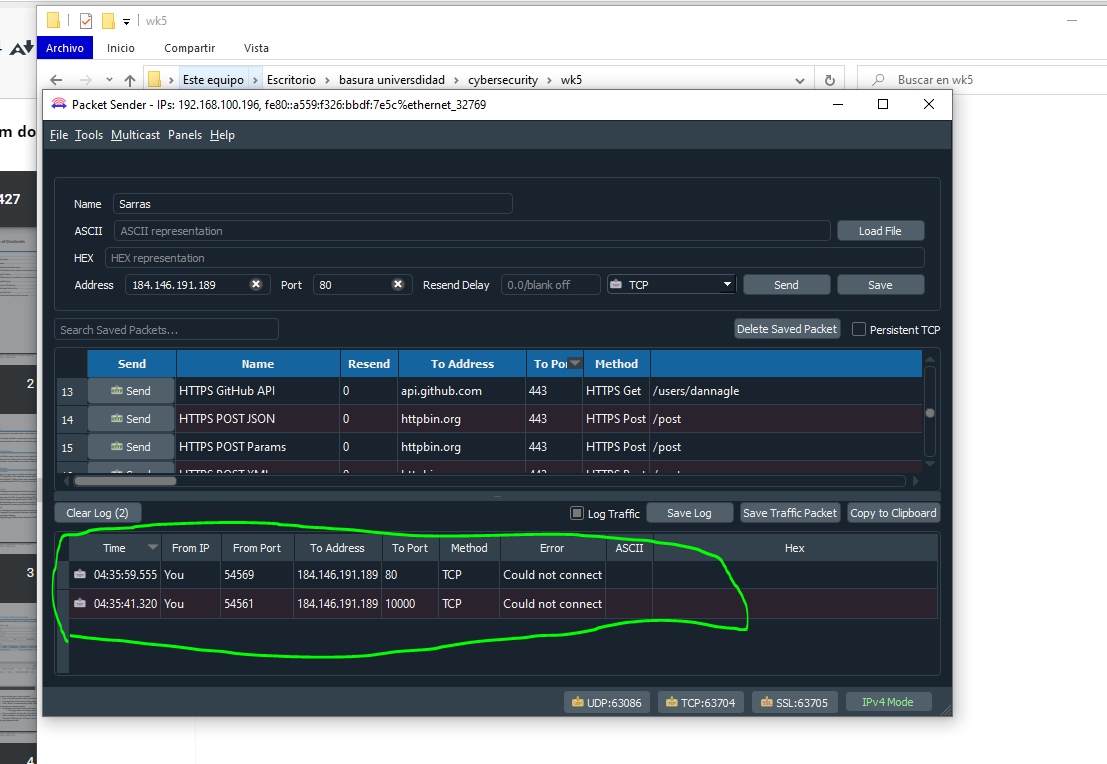 wk5
Archivo Inicio Compartir Vista
Este equipo Escritorio basura universdidad cybersecurity wk5 Buscar en wk5
Packet Sender - IPs: 192.168.100.196, fe80::a559:f326:bbdf:7e5c%ethernet_32769
m do
File Tools Multicast Panels Help
427
Name Sarras
ASCII ASCII representation Load File
HEX HEX representation
Address 184.146.191.189 Port 80 Resend Delay 0.0/blank off TCP Send Save
Search Saved Packets... Delete Saved Packet Persistent TCP
Send Name Resend To Address To Por Method
2
13 Send HTTPS GitHub API 0 api.github.com 443 HTTPS Get /users/dannagle
14 Send HTTPS POST JSON 0 httpbin.org 443 HTTPS Post /post
15 Send HTTPS POST Params 0 httpbin.org 443 HTTPS Post /post
Send HTTPS POST XML 0 443 HTTPS Post /post
Clear Log (2) Log Traffic Save Log Save Traffic Packet Copy to Clipboard
Time From IP From Port To Address To Port Method Error ASCII Hex
3
04:35:59.555 You 54569 184.146.191.189 80 TCP Could not connect
04:35:41.320 You 54561 184.146.191.189 10000 TCP Could not connect
UDP:63086 TCP:63704 SSL:63705 IPv4 Mode
4